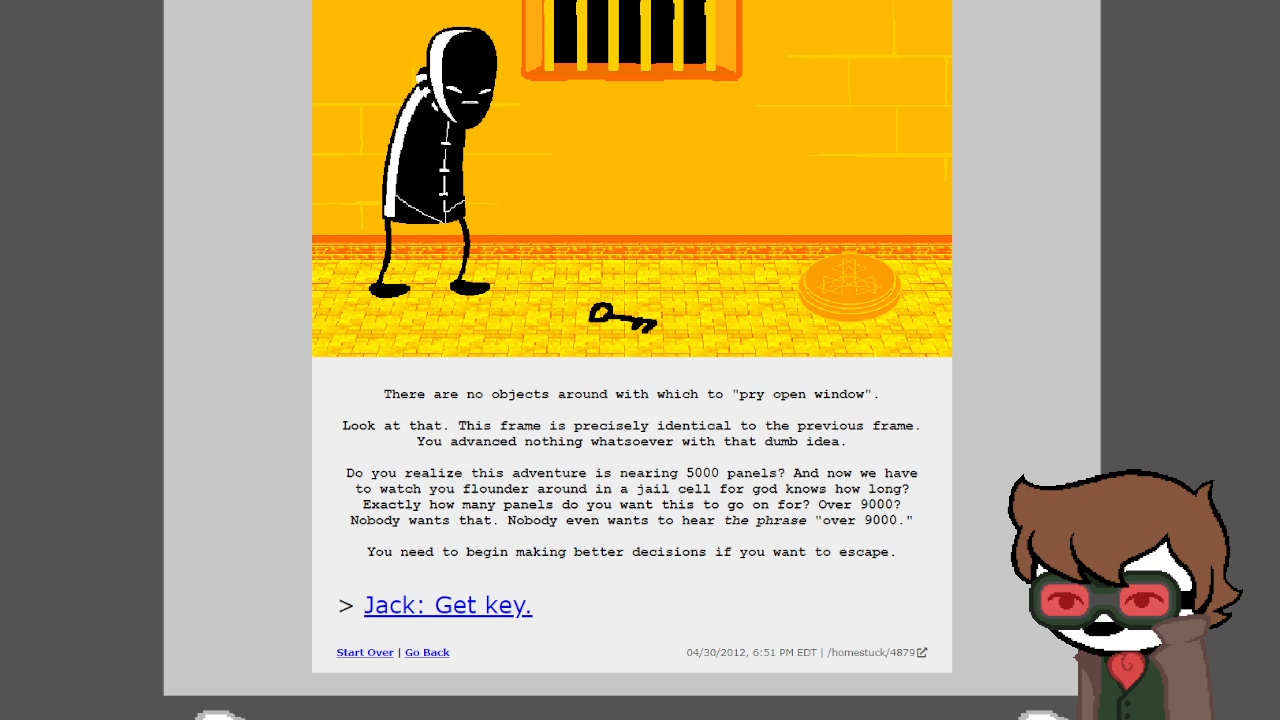 There are no objects around with which to "pry open window".
Look at that. This frame is precisely identical to the previous frame.
You advanced nothing whatsoever with that dumb idea.
Do you realize this adventure is nearing 5000 panels? And now we have
to watch you flounder around in a jail cell for god knows how long?
Exactly how many panels do you want this to go on for? Over 9000?
Nobody wants that. Nobody even wants to hear the phrase "over 9000."
You need to begin making better decisions if you want to escape.
> Jack: Get key.
Start Over | Go Back
04/30/2012, 6:51 PM EDT | /homestuck/4879